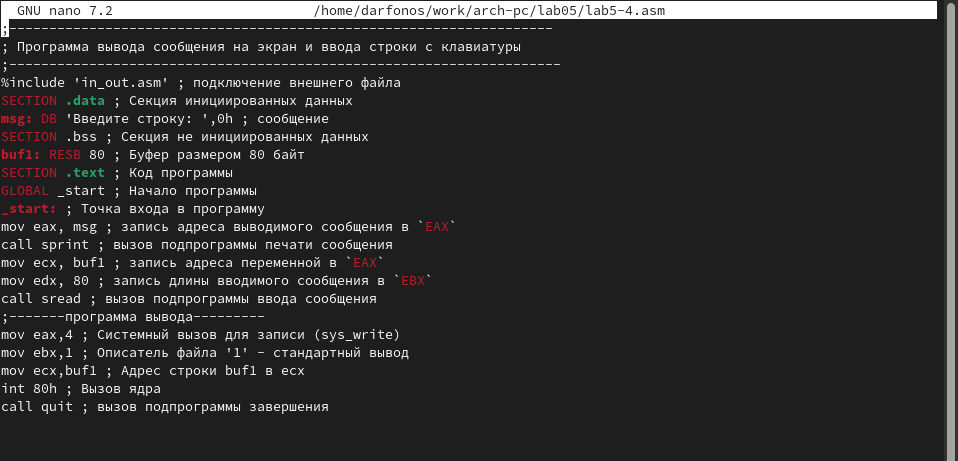 GNU nano 7.2 /home/darfonos/work/arch-pc/lab05/lab5-4.asm
;--------------------------------------------------------------------
; Программа вывода сообщения на экран и ввода строки с клавиатуры
;---------------------------------------------------------------------
%include 'in_out.asm' ; подключение внешнего файла
SECTION .data ; Секция инициированных данных
msg: DB 'Введите строку: ',0h ; сообщение
SECTION .bss ; Секция не инициированных данных
buf1: RESB 80 ; Буфер размером 80 байт
SECTION .text ; Код программы
GLOBAL _start ; Начало программы
_start: ; Точка входа в программу
mov eax, msg ; запись адреса выводимого сообщения в `EAX`
call sprint ; вызов подпрограммы печати сообщения
mov ecx, buf1 ; запись адреса переменной в `EAX`
mov edx, 80 ; запись длины вводимого сообщения в `EBX`
call sread ; вызов подпрограммы ввода сообщения
;-------программа вывода---------
mov eax,4 ; Системный вызов для записи (sys_write)
mov ebx,1 ; Описатель файла '1' - стандартный вывод
mov ecx,buf1 ; Адрес строки buf1 в ecx
int 80h ; Вызов ядра
call quit ; вызов подпрограммы завершения